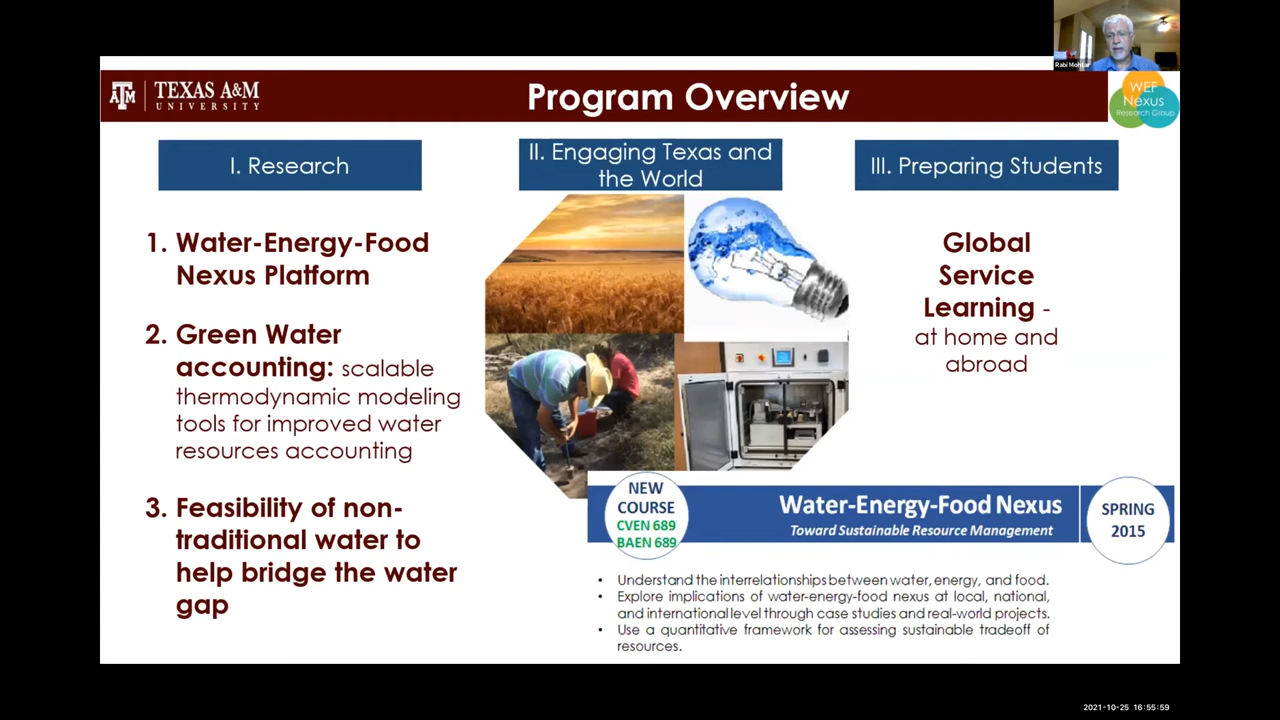 Rabi Mohtar
TEXAS A&M
UNIVERSITY
ATM
Program Overview
WEF
Nexus
Research Group
I. Research
II. Engaging Texas and
the World
III. Preparing Students
1. Water-Energy-Food
Nexus Platform
2. Green Water
accounting: scalable
thermodynamic modeling
tools for improved water
resources accounting
3. Feasibility of non-
traditional water to
help bridge the water
gap
Global
Service
Learning -
at home and
abroad
NEW
COURSE
CVEN 689
BAEN 689
Water-Energy-Food Nexus
Toward Sustainable Resource Management
SPRING
2015
• Understand the interrelationships between water, energy, and food.
• Explore implications of water-energy-food nexus at local, national,
and international level through case studies and real-world projects.
• Use a quantitative framework for assessing sustainable tradeoff of
resources.
2021-10-25 16:55:59